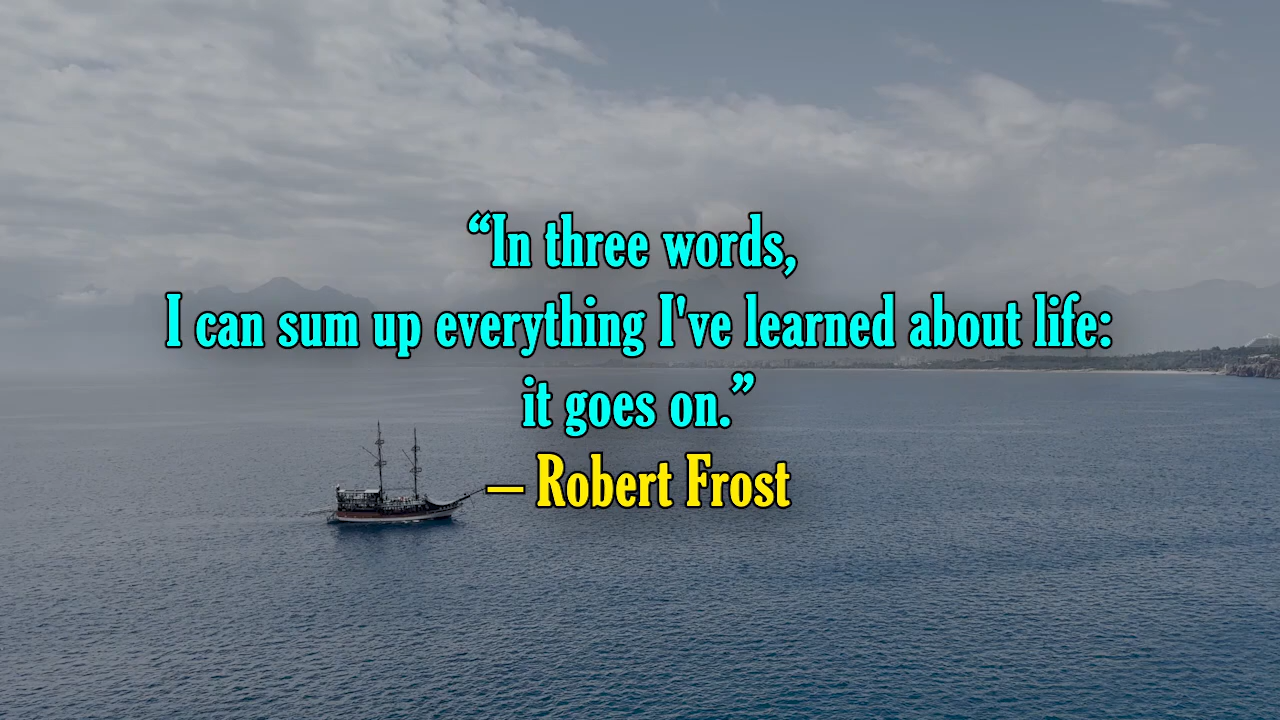 “In three words,
I can sum up everything I've learned about life:
it goes on.”
– Robert Frost